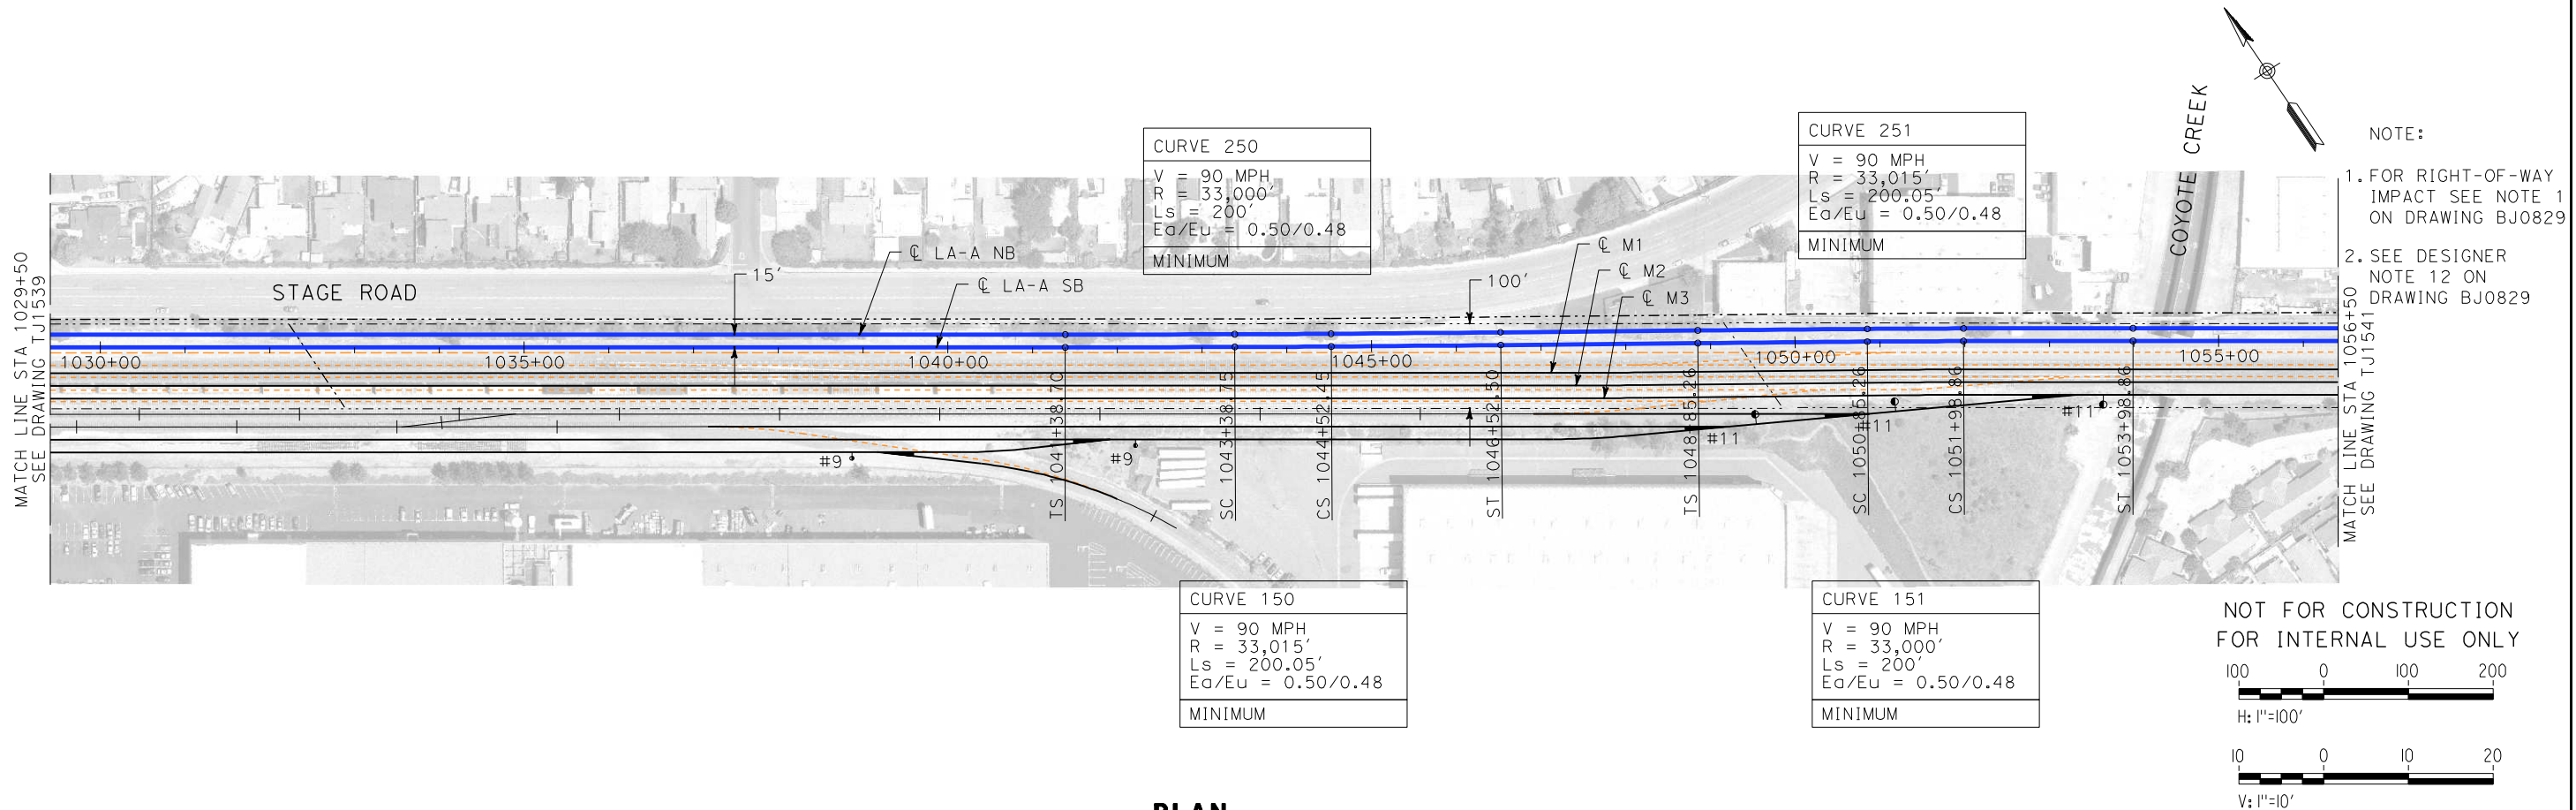 CURVE 250
V = 90 MPH
R = 33,000′
Ls = 200′
Ea/Eu = 0.50/0.48
MINIMUM
CURVE 251
V = 90 MPH
R = 33,015′
Ls = 200.05′
Ea/Eu = 0.50/0.48
MINIMUM
COYOTE CREEK
NOTE:
1. FOR RIGHT-OF-WAY
IMPACT SEE NOTE 1
ON DRAWING BJ0829
2. SEE DESIGNER
NOTE 12 ON
DRAWING BJ0829
MATCH LINE STA 1029+50
SEE DRAWING TJ1539
STAGE ROAD
15′
℄ LA-A NB
℄ LA-A SB
100′
℄ M1
℄ M2
℄ M3
1030+00
1035+00
1040+00
1045+00
1050+00
1055+00
MATCH LINE STA 1056+50
SEE DRAWING TJ1541
TS 1041+38.70
SC 1043+38.75
CS 1044+52.45
ST 1046+52.50
TS 1048+85.26
SC 1050+85.26
CS 1051+98.86
ST 1053+98.86
#9
#9
#11
#11
#11
CURVE 150
V = 90 MPH
R = 33,015′
Ls = 200.05′
Ea/Eu = 0.50/0.48
MINIMUM
CURVE 151
V = 90 MPH
R = 33,000′
Ls = 200′
Ea/Eu = 0.50/0.48
MINIMUM
NOT FOR CONSTRUCTION
FOR INTERNAL USE ONLY
100 0 100 200
H: 1"=100′
10 0 10 20
V: 1"=10′
PLAN